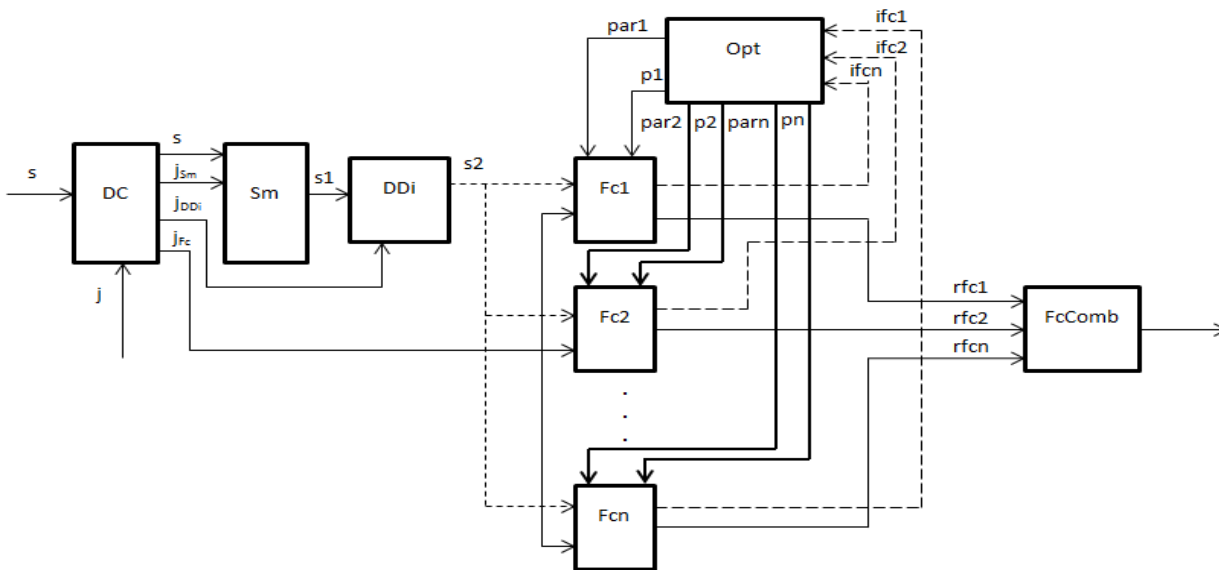 ifc1
par1
Opt
ifc2
ifcn
p1
par2 p2 parn pn
s
s
DC
jSm
Sm
s1
DDi
s2
Fc1
jDDi
jFc
j
Fc2
rfc1
rfc2
FcComb
rfcn
.
.
.
Fcn